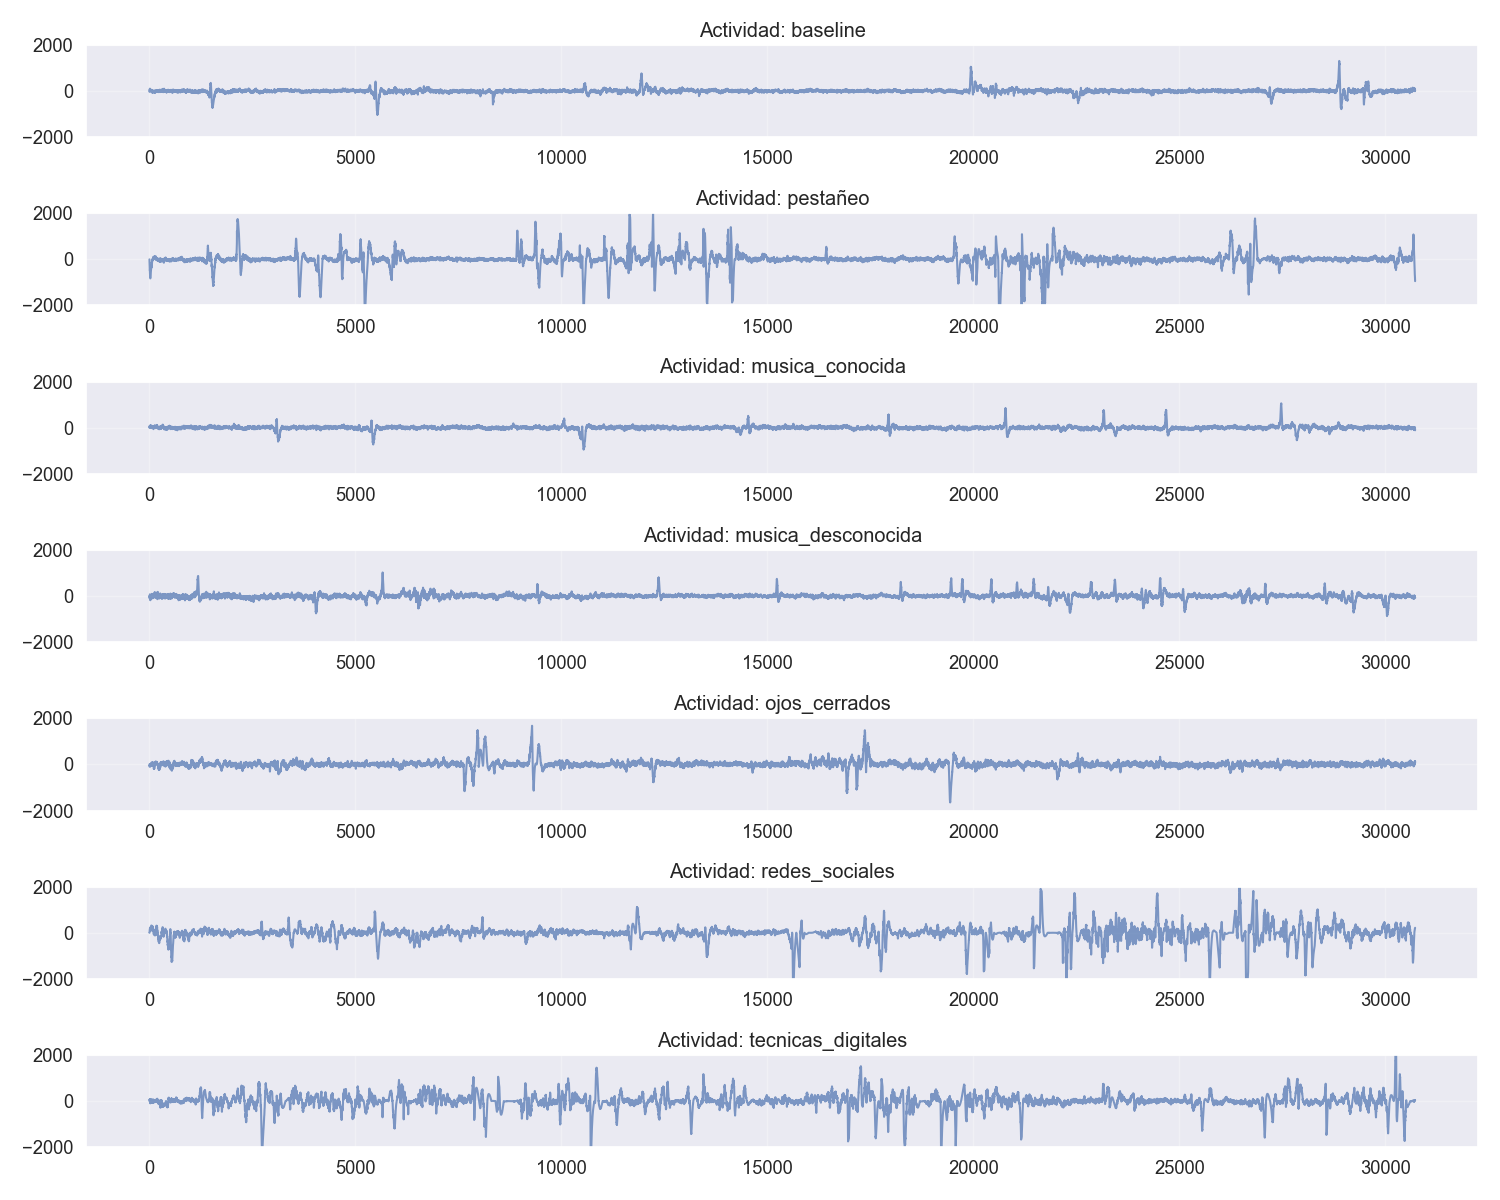 Actividad: baseline
2000
0
−2000
0 5000 10000 15000 20000 25000 30000
Actividad: pestañeo
2000
0
−2000
0 5000 10000 15000 20000 25000 30000
Actividad: musica_conocida
2000
0
−2000
0 5000 10000 15000 20000 25000 30000
Actividad: musica_desconocida
2000
0
−2000
0 5000 10000 15000 20000 25000 30000
Actividad: ojos_cerrados
2000
0
−2000
0 5000 10000 15000 20000 25000 30000
Actividad: redes_sociales
2000
0
−2000
0 5000 10000 15000 20000 25000 30000
Actividad: tecnicas_digitales
2000
0
−2000
0 5000 10000 15000 20000 25000 30000